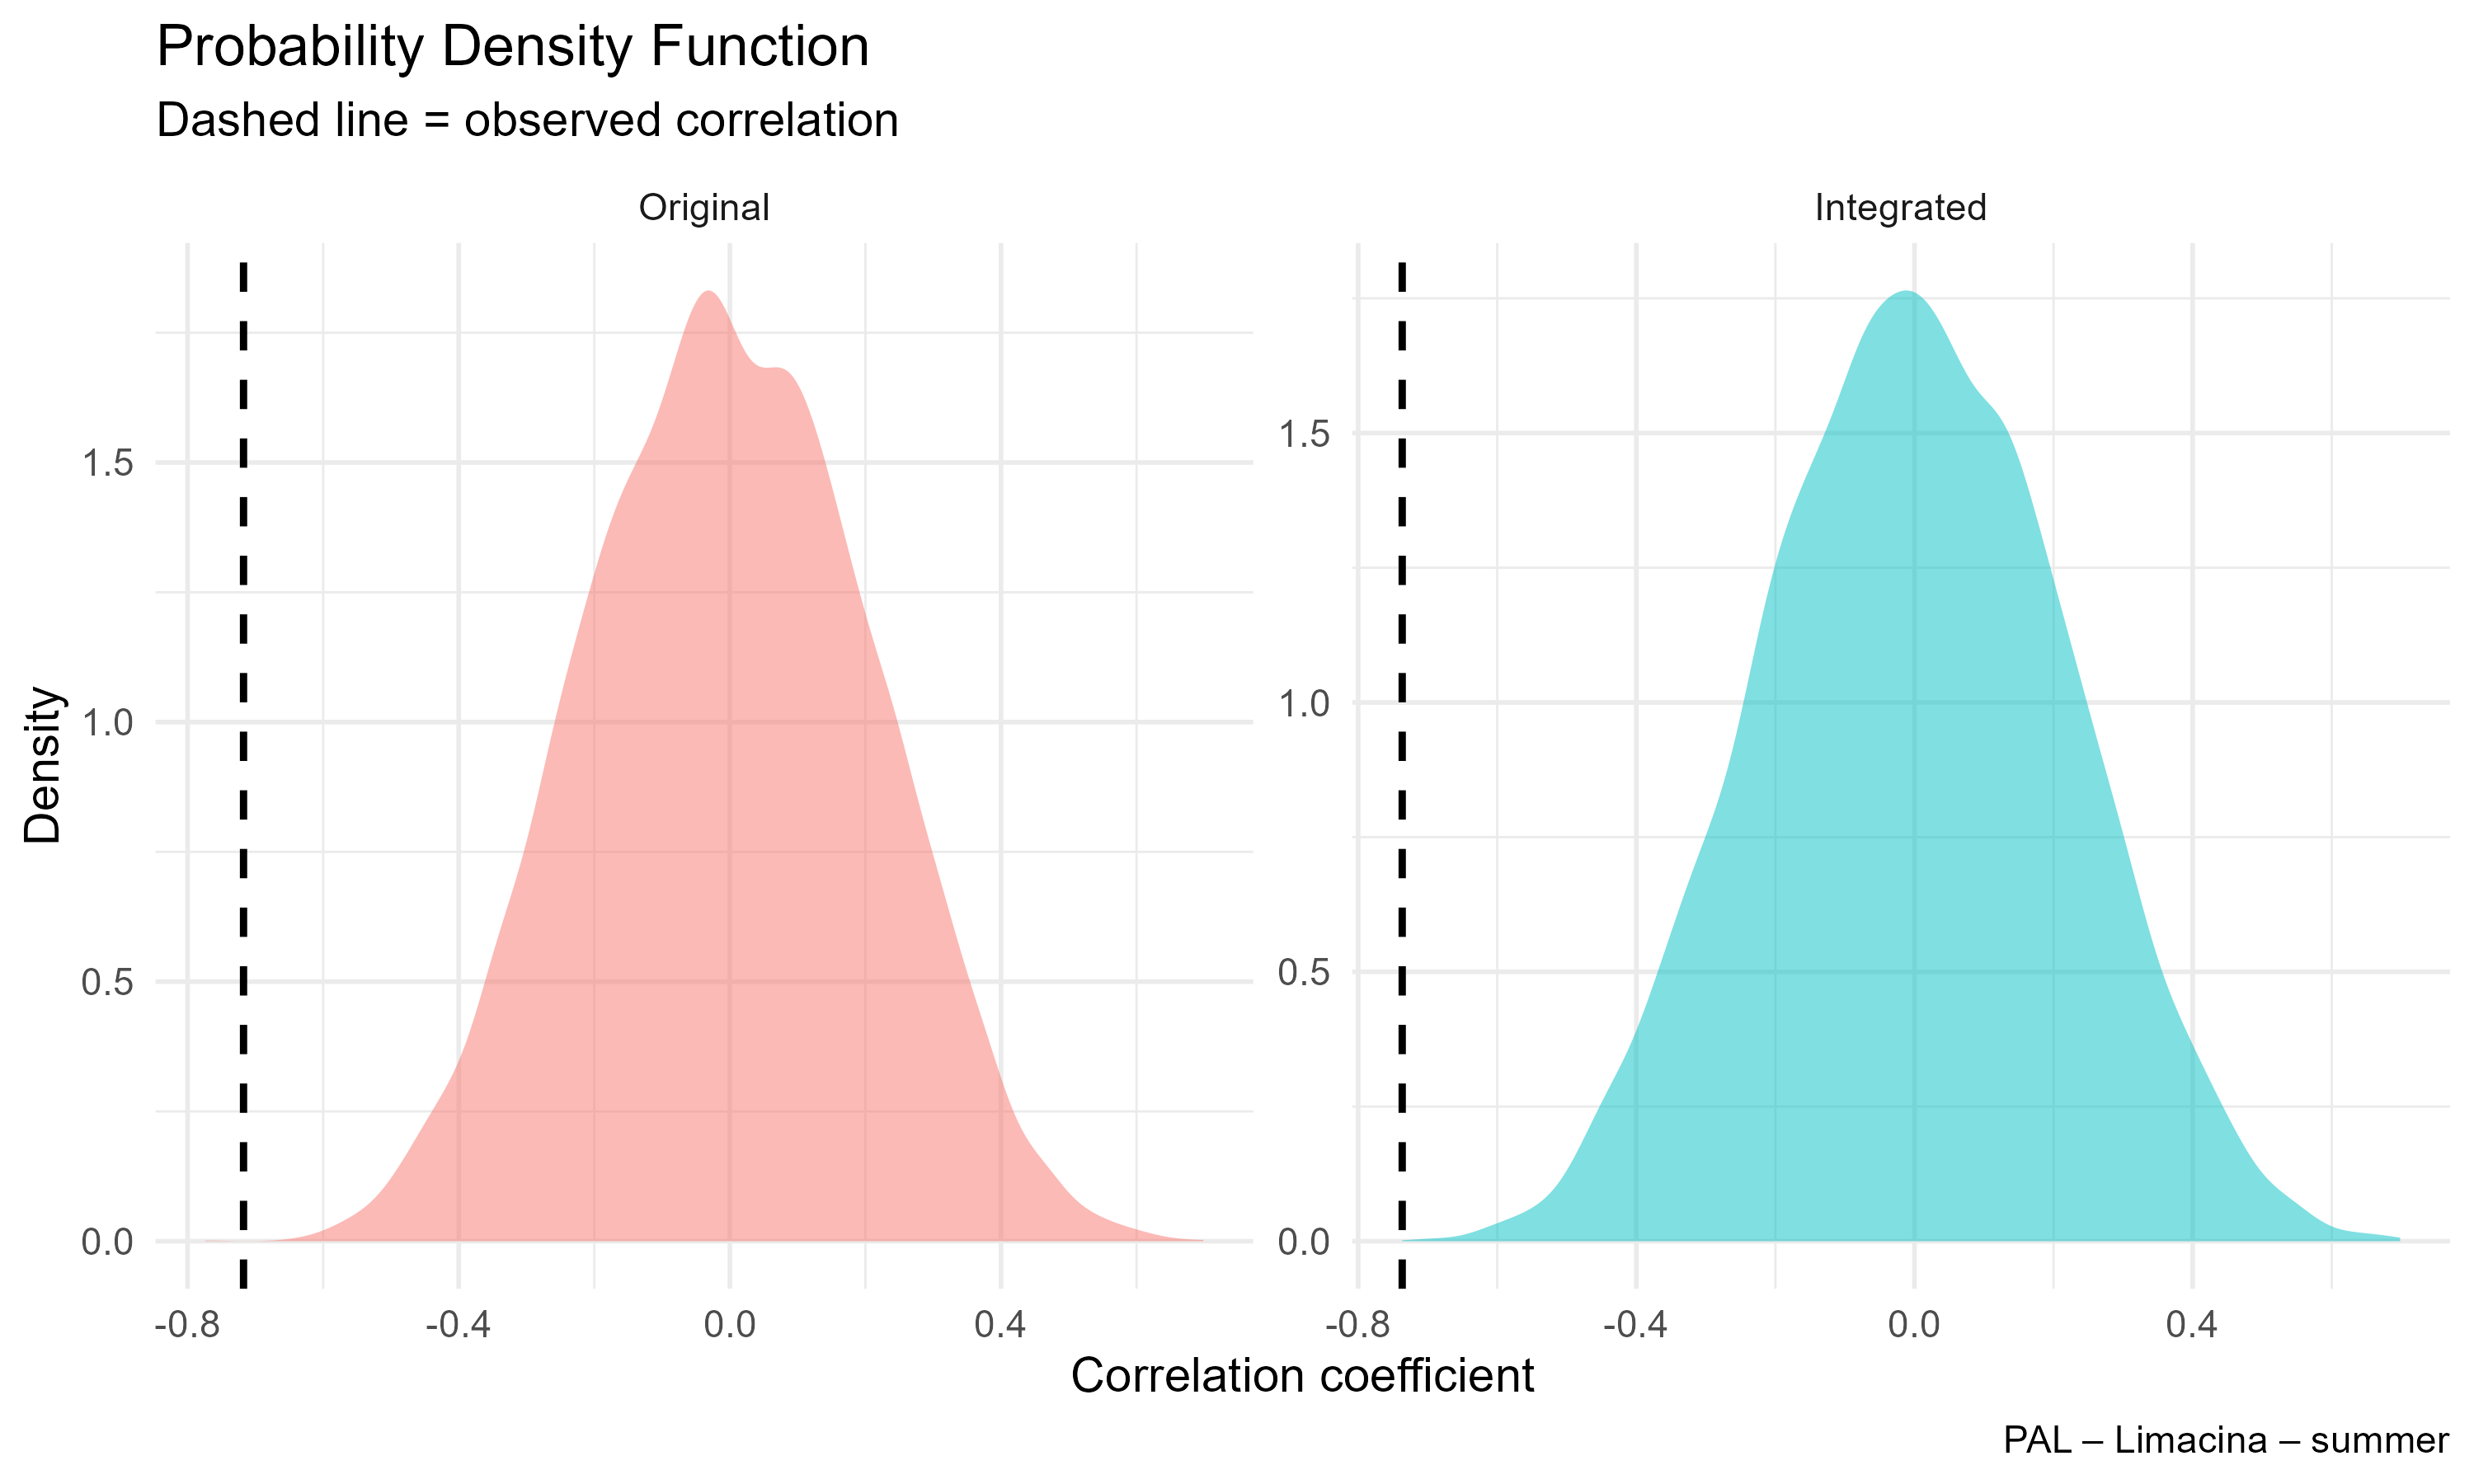 Probability Density Function
Dashed line = observed correlation
Original
Integrated
Density
1.5
1.0
0.5
0.0
1.5
1.0
0.5
0.0
-0.8 -0.4 0.0 0.4
-0.8 -0.4 0.0 0.4
Correlation coefficient
PAL – Limacina – summer